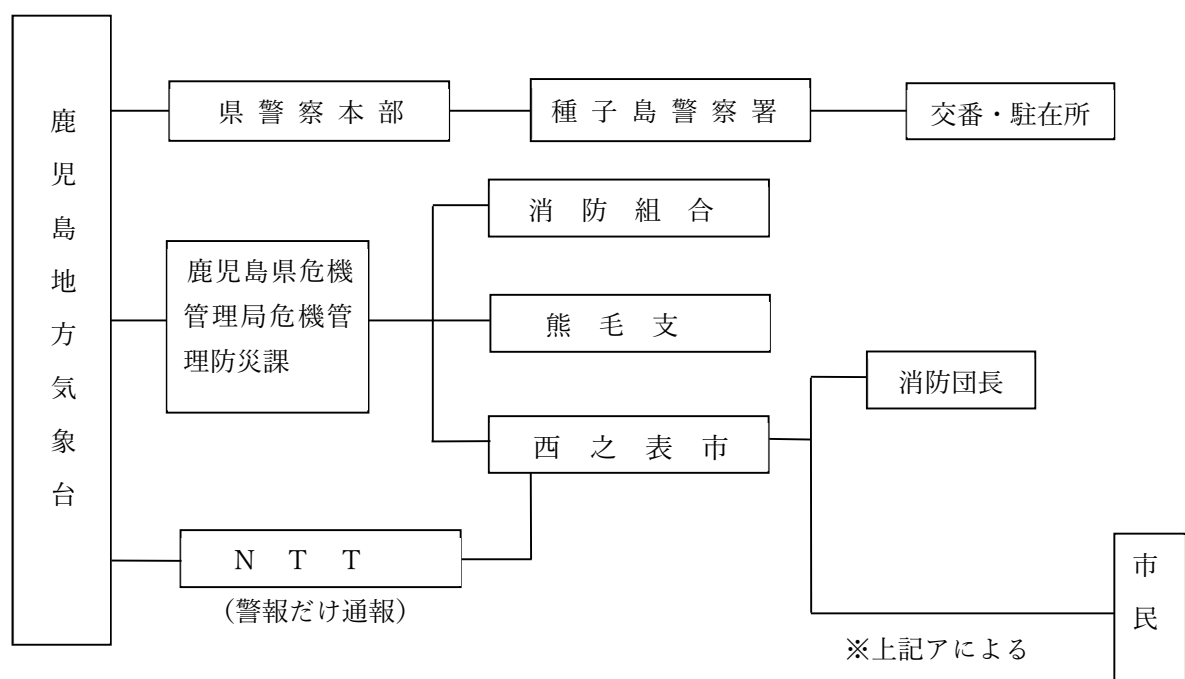 鹿児島地方気象台
県警察本部
種子島警察署
交番・駐在所
消防組合
鹿児島県危機
管理局危機管
理防災課
熊毛支
消防団長
西之表市
NTT
(警報だけ通報)
市民
※上記アによる